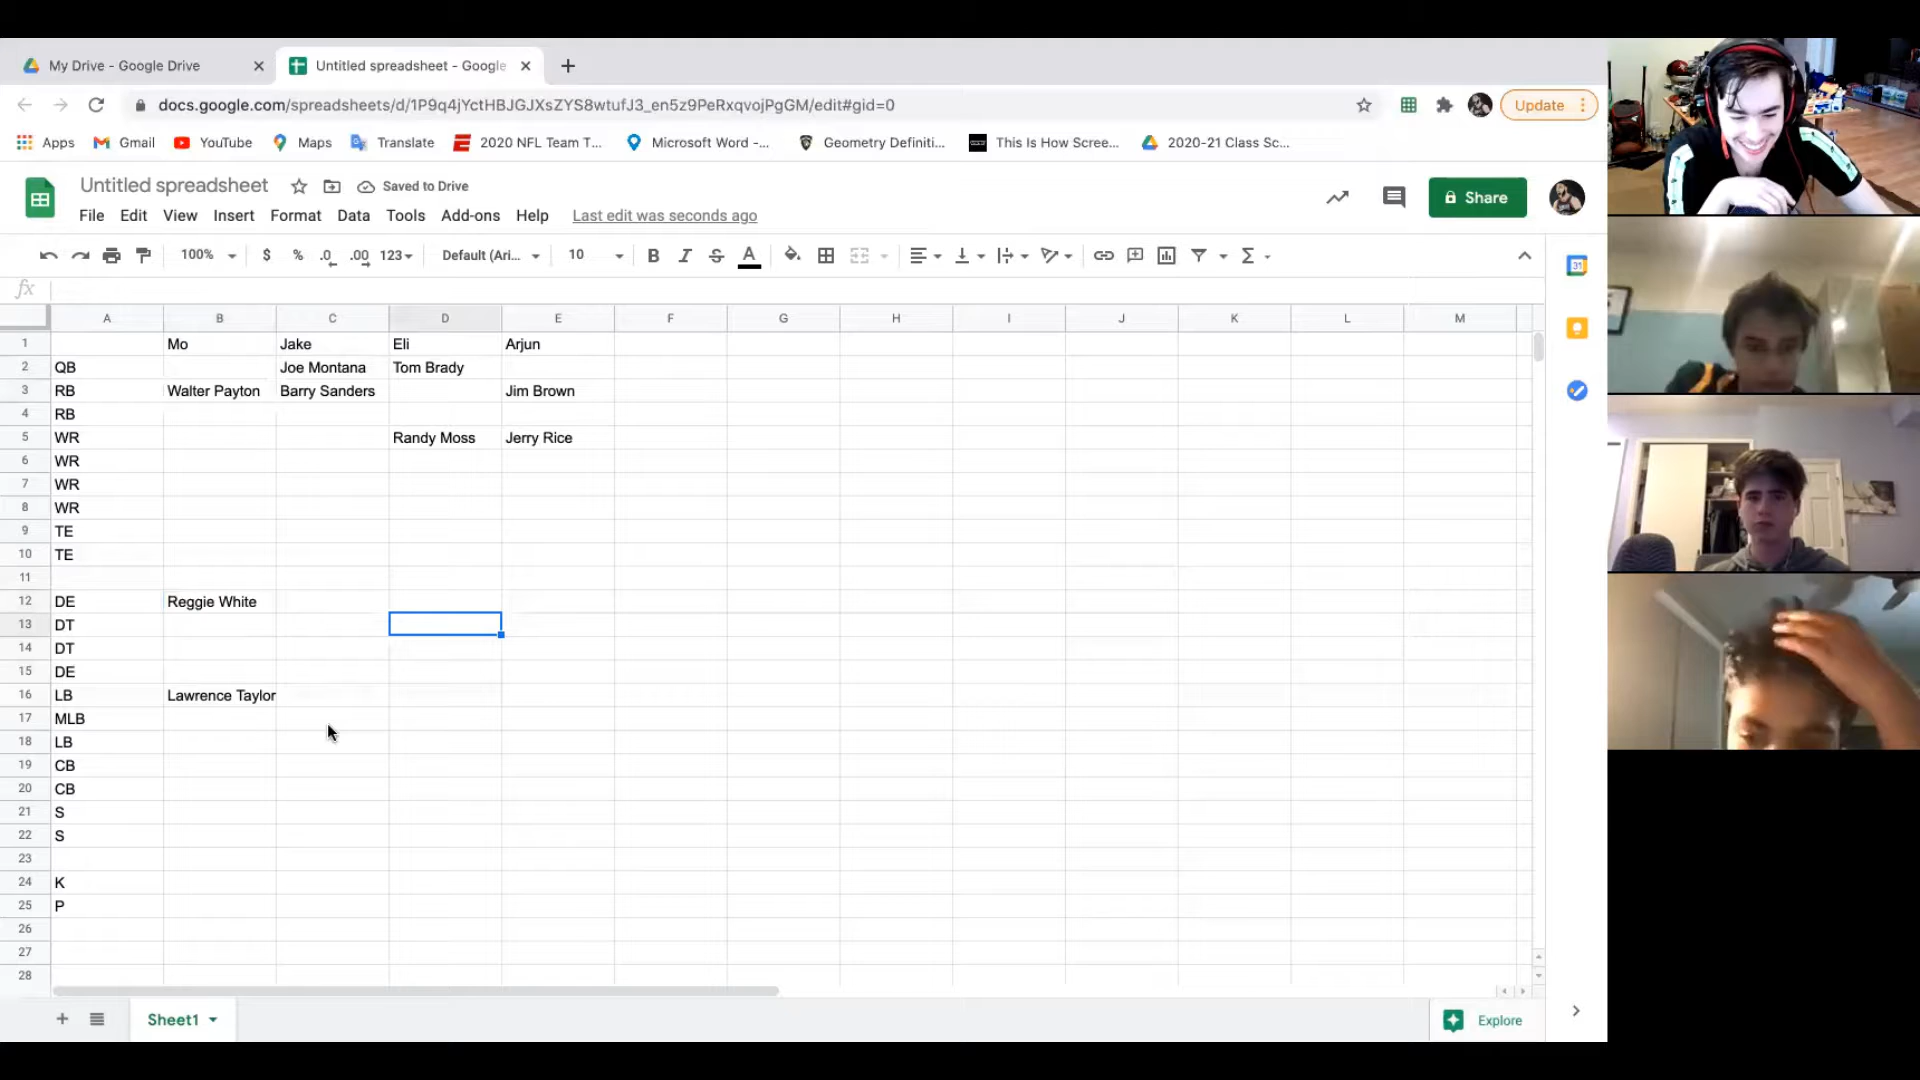 My Drive - Google Drive
Untitled spreadsheet - Google
docs.google.com/spreadsheets/d/1P9q4jYctHBJGJXsZYS8wtufJ3_en5z9PeRxqvojPgGM/edit#gid=0
Update
Apps Gmail YouTube Maps Translate 2020 NFL Team T... Microsoft Word -... Geometry Definiti... This Is How Scree... 2020-21 Class Sc...
Untitled spreadsheet Saved to Drive
File Edit View Insert Format Data Tools Add-ons Help Last edit was seconds ago
Share
100% $ % .0 .00 123 Default (Ari... 10 B I S A Σ
31
fx
A B C D E F G H I J K L M
1 Mo Jake Eli Arjun
2 QB Joe Montana Tom Brady
3 RB Walter Payton Barry Sanders Jim Brown
4 RB
5 WR Randy Moss Jerry Rice
6 WR
7 WR
8 WR
9 TE
10 TE
11
12 DE Reggie White
13 DT
14 DT
15 DE
16 LB Lawrence Taylor
17 MLB
18 LB
19 CB
20 CB
21 S
22 S
23
24 K
25 P
26
27
28
Sheet1
Explore